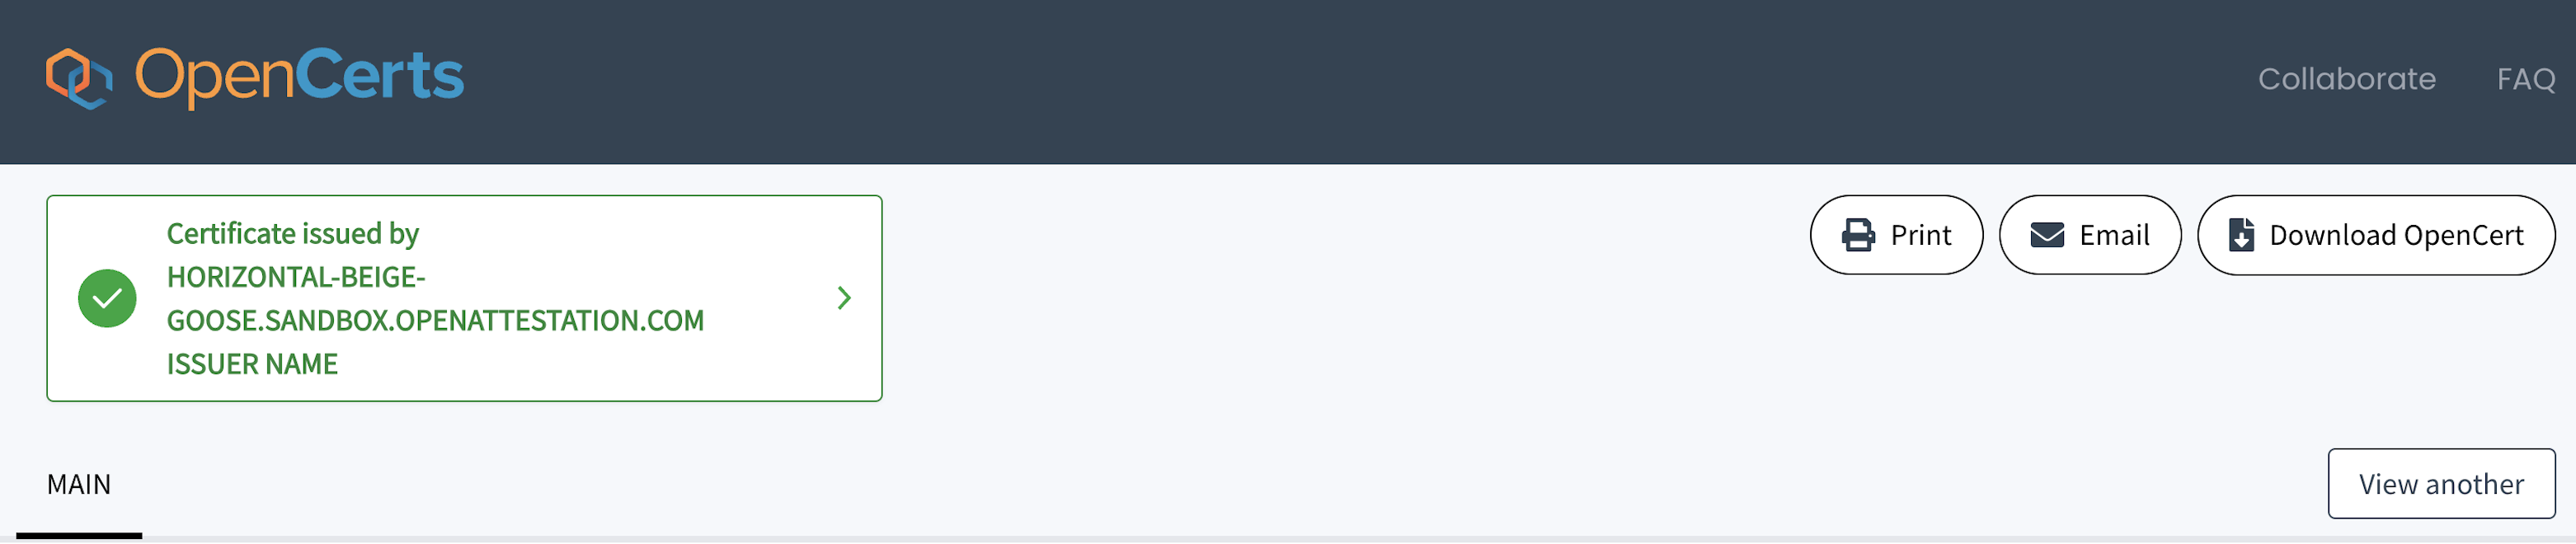 OpenCerts
Collaborate
FAQ
Certificate issued by
HORIZONTAL-BEIGE-
GOOSE.SANDBOX.OPENATTESTATION.COM
ISSUER NAME
Print
Email
Download OpenCert
MAIN
View another